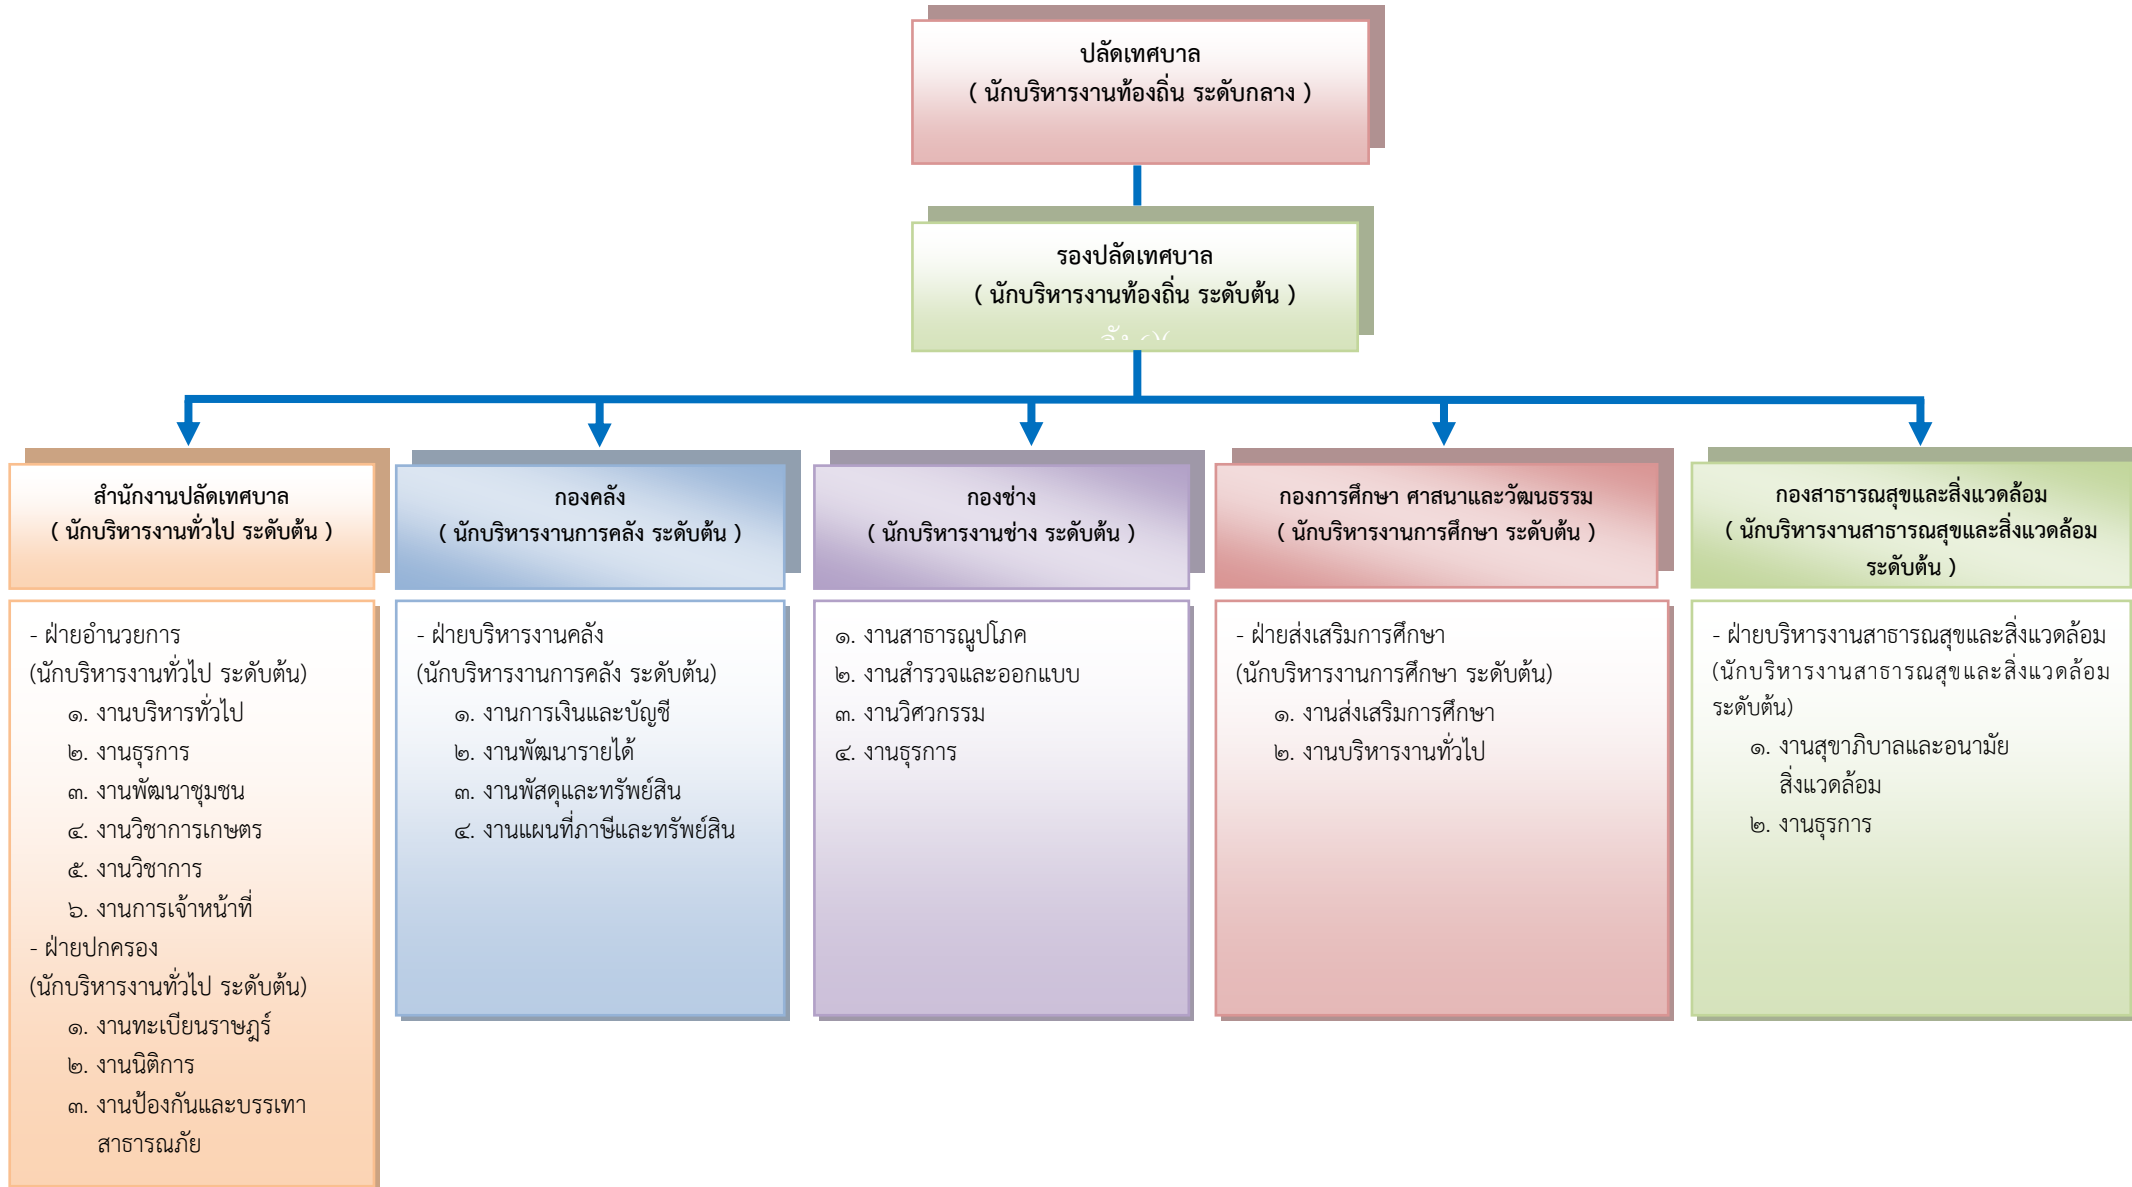 ปลัดเทศบาล
( นักบริหารงานท้องถิ่น ระดับกลาง )
รองปลัดเทศบาล
( นักบริหารงานท้องถิ่น ระดับต้น )
สำนักงานปลัดเทศบาล
( นักบริหารงานทั่วไป ระดับต้น )
กองคลัง
( นักบริหารงานการคลัง ระดับต้น )
กองช่าง
( นักบริหารงานช่าง ระดับต้น )
กองการศึกษา ศาสนาและวัฒนธรรม
( นักบริหารงานการศึกษา ระดับต้น )
กองสาธารณสุขและสิ่งแวดล้อม
( นักบริหารงานสาธารณสุขและสิ่งแวดล้อม
ระดับต้น )
- ฝ่ายอำนวยการ
(นักบริหารงานทั่วไป ระดับต้น)
๑. งานบริหารทั่วไป
๒. งานธุรการ
๓. งานพัฒนาชุมชน
๔. งานวิชาการเกษตร
๕. งานวิชาการ
๖. งานการเจ้าหน้าที่
- ฝ่ายปกครอง
(นักบริหารงานทั่วไป ระดับต้น)
๑. งานทะเบียนราษฎร์
๒. งานนิติการ
๓. งานป้องกันและบรรเทา
สาธารณภัย
- ฝ่ายบริหารงานคลัง
(นักบริหารงานการคลัง ระดับต้น)
๑. งานการเงินและบัญชี
๒. งานพัฒนารายได้
๓. งานพัสดุและทรัพย์สิน
๔. งานแผนที่ภาษีและทรัพย์สิน
๑. งานสาธารณูปโภค
๒. งานสำรวจและออกแบบ
๓. งานวิศวกรรม
๔. งานธุรการ
- ฝ่ายส่งเสริมการศึกษา
(นักบริหารงานการศึกษา ระดับต้น)
๑. งานส่งเสริมการศึกษา
๒. งานบริหารงานทั่วไป
- ฝ่ายบริหารงานสาธารณสุขและสิ่งแวดล้อม
(นักบริหารงานสาธารณสุขและสิ่งแวดล้อม
ระดับต้น)
๑. งานสุขาภิบาลและอนามัย
สิ่งแวดล้อม
๒. งานธุรการ